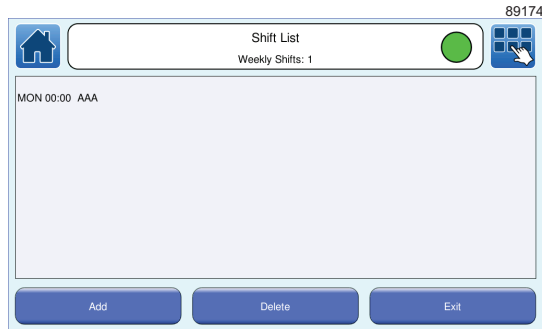 89174
Shift List
Weekly Shifts: 1
MON 00:00 AAA
Add
Delete
Exit